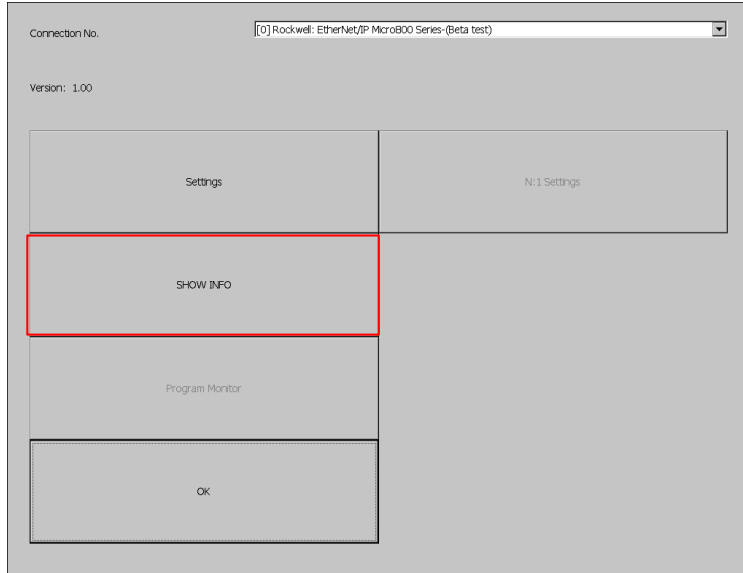 Connection No.
[0] Rockwell: EtherNet/IP Micro800 Series-(Beta test)
Version: 1.00
Settings
N:1 Settings
SHOW INFO
Program Monitor
OK